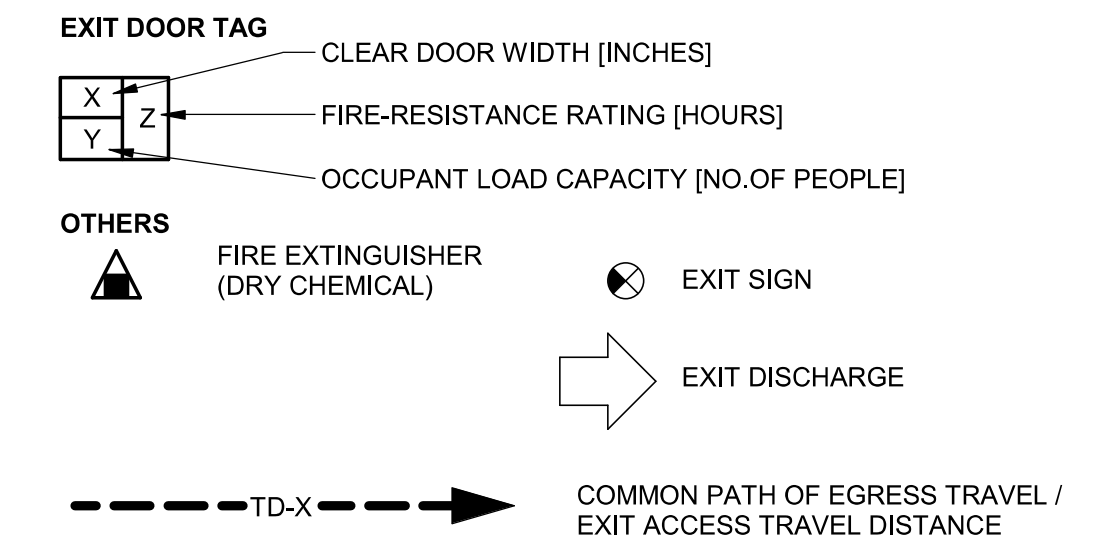 EXIT DOOR TAG
CLEAR DOOR WIDTH [INCHES]
X
Z
FIRE-RESISTANCE RATING [HOURS]
Y
OCCUPANT LOAD CAPACITY [NO.OF PEOPLE]
OTHERS
FIRE EXTINGUISHER
(DRY CHEMICAL)
EXIT SIGN
EXIT DISCHARGE
TD-X
COMMON PATH OF EGRESS TRAVEL /
EXIT ACCESS TRAVEL DISTANCE